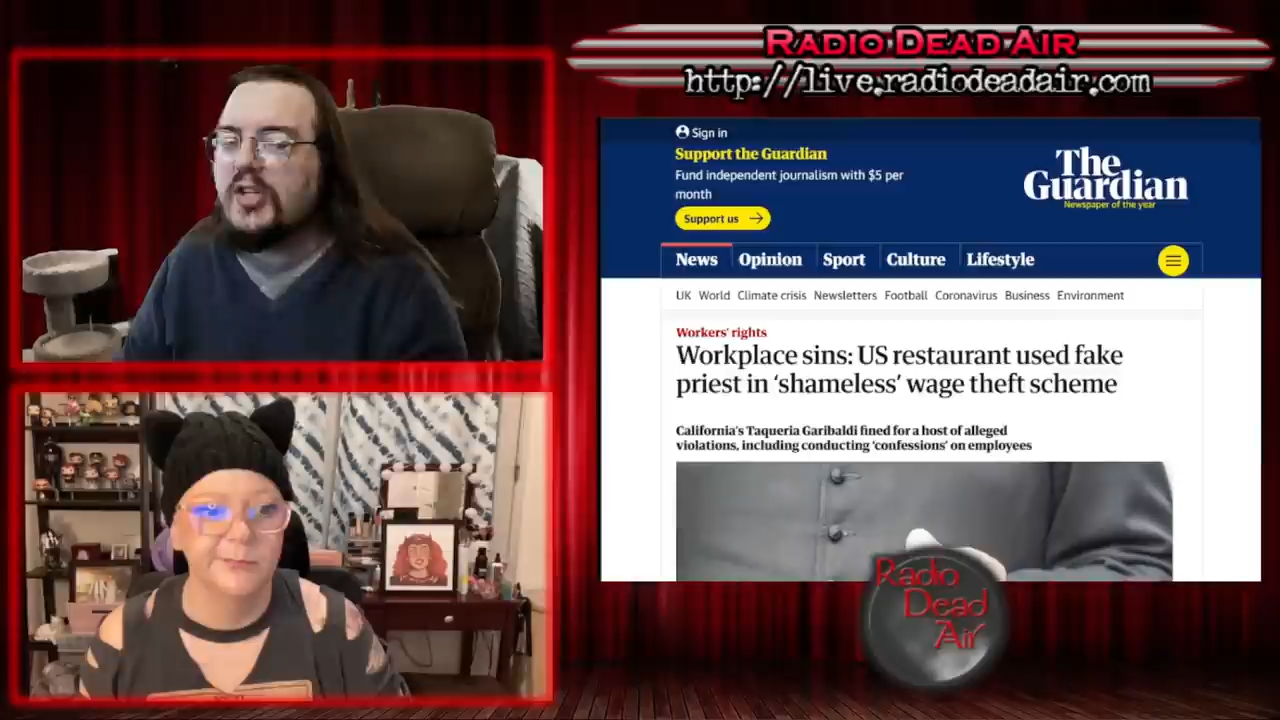 Radio Dead Air
http://live.radiodeadair.com
Sign in
Support the Guardian
Fund independent journalism with $5 per
month
Support us
The
Guardian
Newspaper of the year
News Opinion Sport Culture Lifestyle
UK World Climate crisis Newsletters Football Coronavirus Business Environment
Workers' rights
Workplace sins: US restaurant used fake
priest in ‘shameless’ wage theft scheme
California's Taqueria Garibaldi fined for a host of alleged
violations, including conducting ‘confessions’ on employees
Radio
Dead
Air